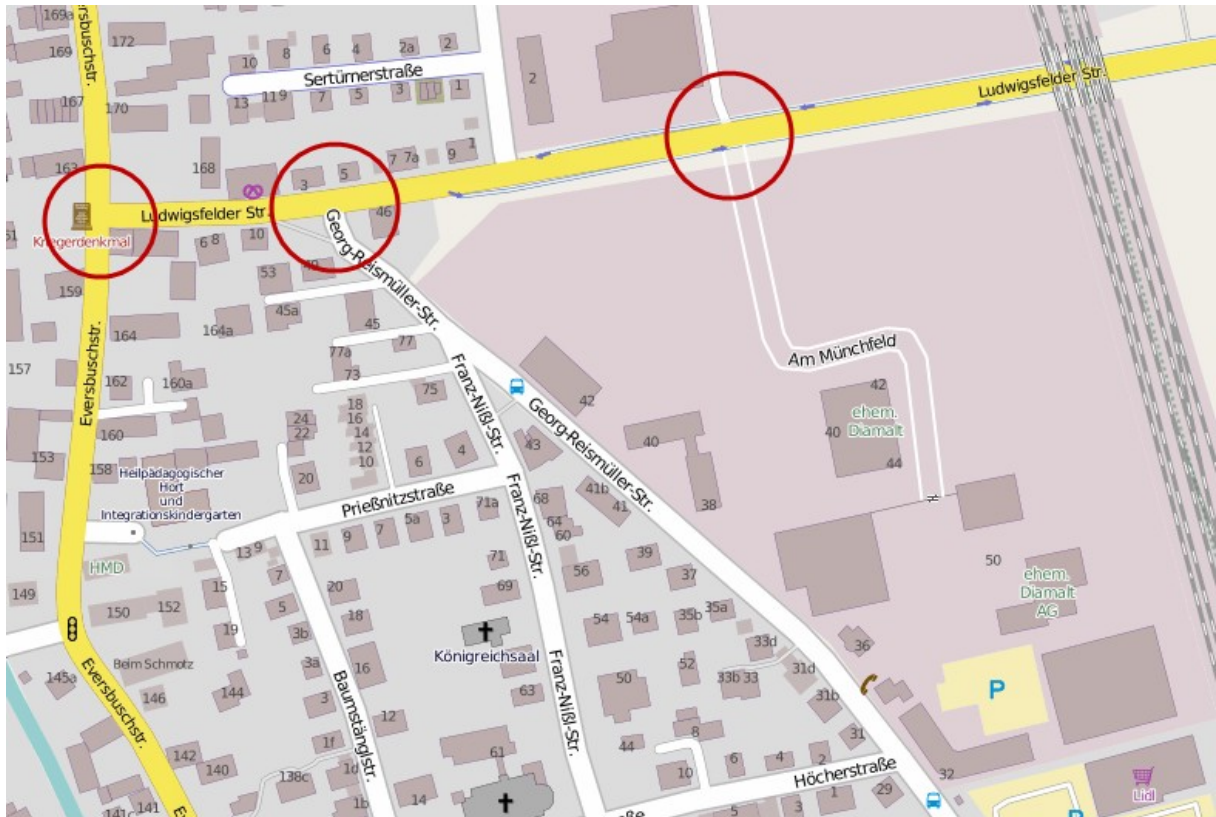 169a
ersbuschstr.
172
169
10
8
6
4
2a
2
Sertürnerstraße
2
Ludwigsfelder Str.
167
170
13
11
9
7
5
3
1
163
168
3
5
7
7a
9
1
Ludwigsfelder Str.
46
Kriegerdenkmal
6
8
10
Georg-Reismüller-Str.
53
49
159
45a
45
164
164a
77
77a
73
Am Münchfeld
157
162
160a
75
Franz-Nißl-Str.
42
42
Eversbuschstr.
160
24
22
18
16
14
12
10
6
4
43
Georg-Reismüller-Str.
40
40
ehem.
Diamalt
44
153
158
Heilpädagogischer
Hort
und
Integrationskindergarten
20
Prießnitzstraße
71a
Franz-Nißl-Str.
68
41b
41
38
151
13
9
11
9
7
5a
3
64
60
HMD
71
39
50
ehem.
Diamalt
AG
149
150
152
15
7
5
20
69
56
37
19
3b
18
54
54a
35b
35a
36
Königreichsaal
33d
145a
Beim Schmotz
146
144
3a
3
16
Baumstänglstr.
Franz-Nißl-Str.
63
50
52
33b
33
31d
31b
P
Eversbuschstr.
12
142
140
1f
1d
138c
61
44
8
6
4
2
31
10
Höcherstraße
32
Lidl
141
141c
1b
14
5
3
1
29
aße
P